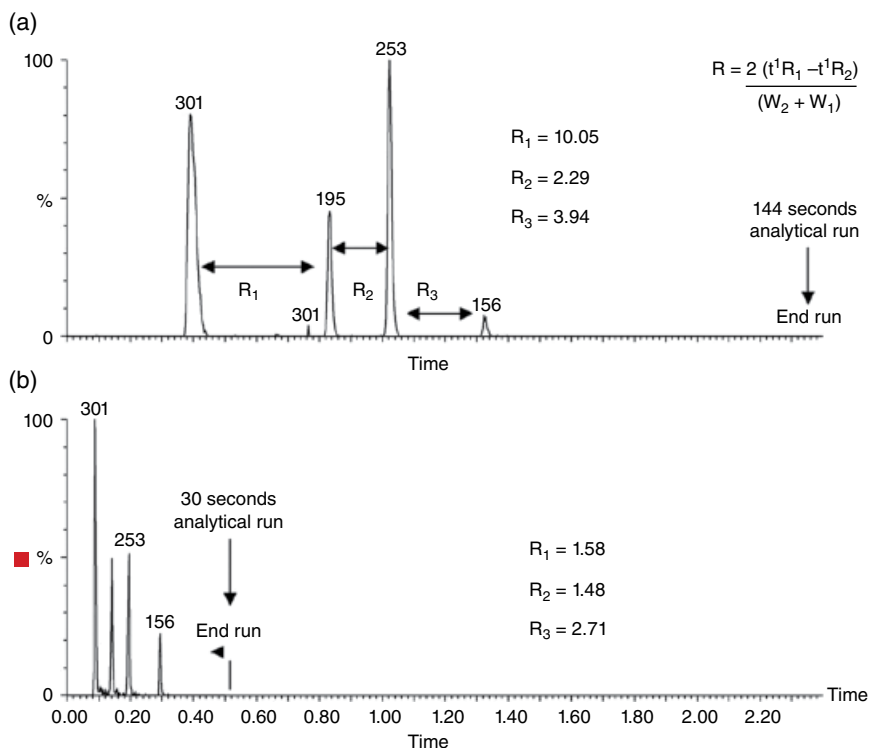 (a)
100
%
0
301
301
195
253
156
R₁
R₂
R₃
R = 2 (t¹R₁ –t¹R₂)
(W₂ + W₁)
R₁ = 10.05
R₂ = 2.29
R₃ = 3.94
144 seconds
analytical run
End run
Time
(b)
100
%
0
301
253
156
30 seconds
analytical run
End run
R₁ = 1.58
R₂ = 1.48
R₃ = 2.71
Time
0.00 0.20 0.40 0.60 0.80 1.00 1.20 1.40 1.60 1.80 2.00 2.20
Time